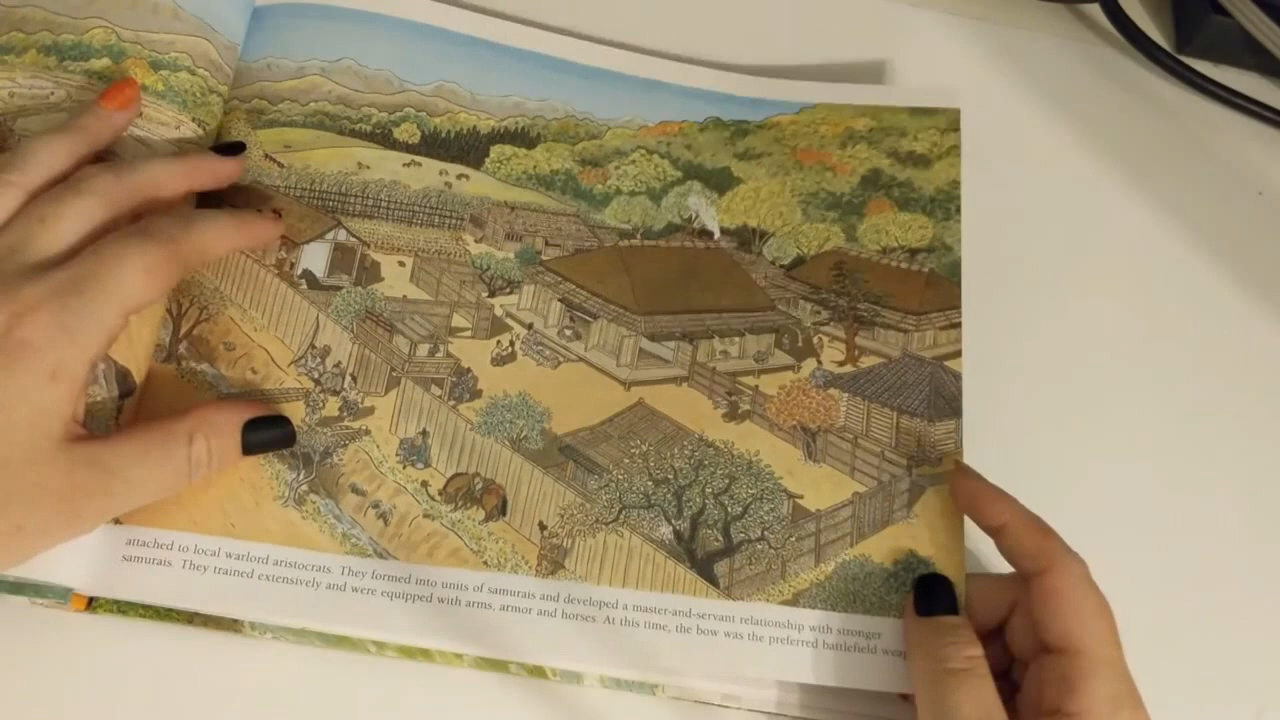 attached to local warlord aristocrats. They formed into units of samurais and developed a master-and-servant relationship with stronger
samurais. They trained extensively and were equipped with arms, armor and horses. At this time, the bow was the preferred battlefield